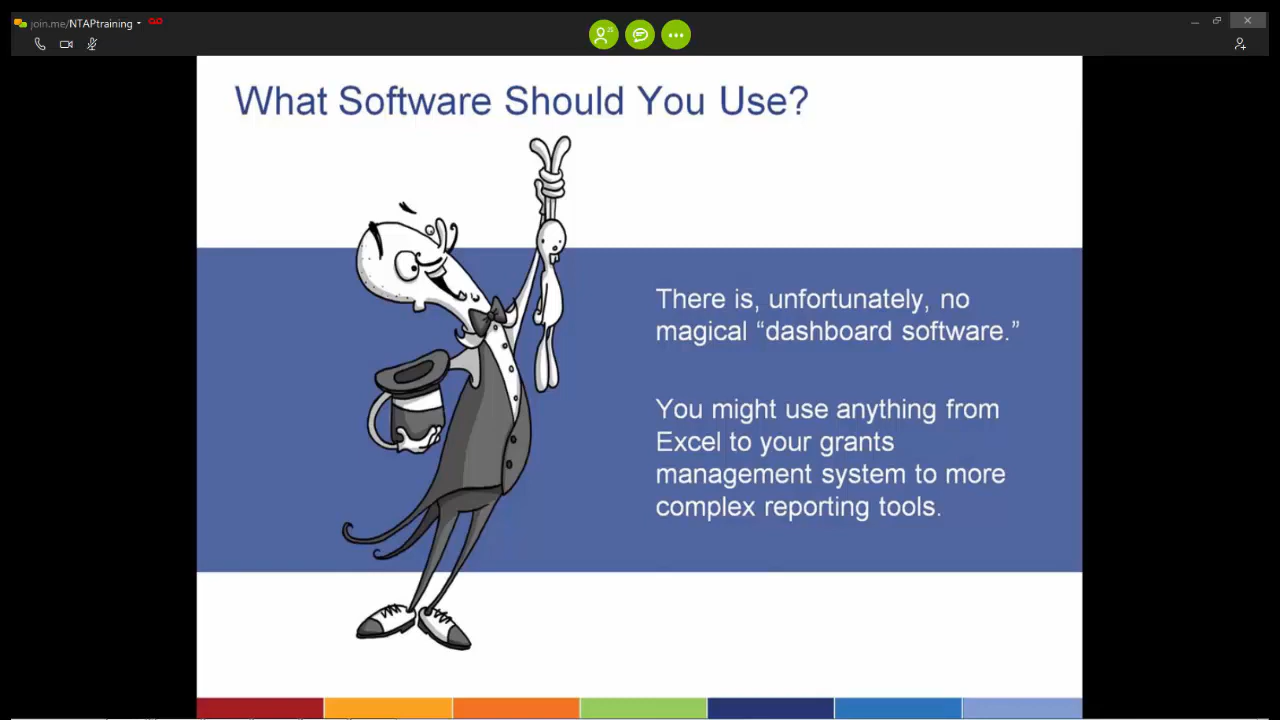 join.me/NTAPtraining
What Software Should You Use?
There is, unfortunately, no
magical “dashboard software.”
You might use anything from
Excel to your grants
management system to more
complex reporting tools.